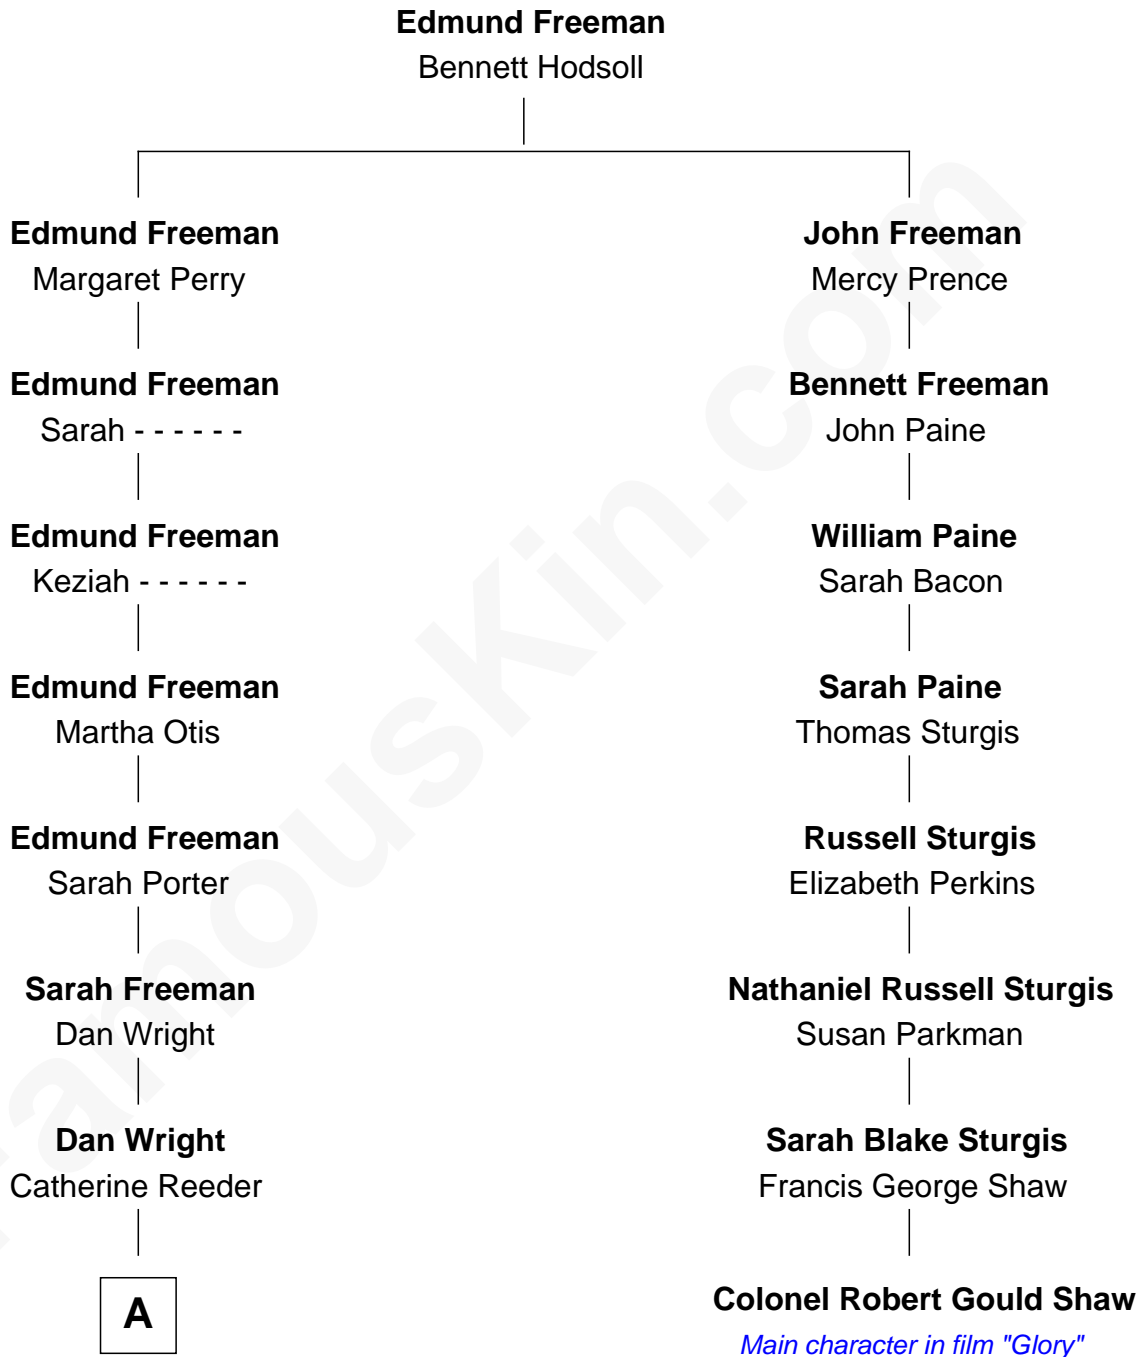 Edmund Freeman
Bennett Hodsoll
Edmund Freeman
Margaret Perry
John Freeman
Mercy Prence
Edmund Freeman
Sarah - - - - - -
Bennett Freeman
John Paine
Edmund Freeman
Keziah - - - - - -
William Paine
Sarah Bacon
Edmund Freeman
Martha Otis
Sarah Paine
Thomas Sturgis
Edmund Freeman
Sarah Porter
Russell Sturgis
Elizabeth Perkins
Sarah Freeman
Dan Wright
Nathaniel Russell Sturgis
Susan Parkman
Dan Wright
Catherine Reeder
Sarah Blake Sturgis
Francis George Shaw
A
Colonel Robert Gould Shaw
Main character in film "Glory"
FamousKin.com